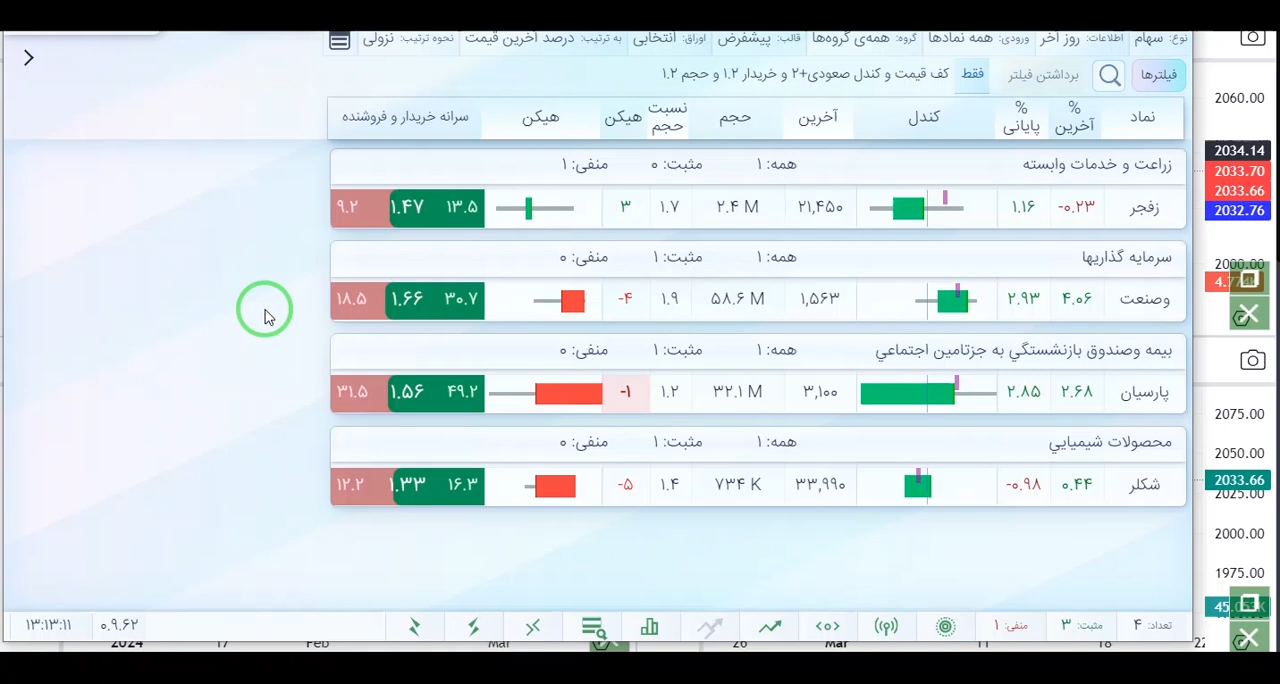 نوع: سهام اطلاعات: روز آخر ورودی: همه نمادها گروه: همه‌ی گروه‌ها قالب: پیشفرض اوراق: انتخابی به ترتیب: درصد آخرین قیمت نحوه ترتیب: نزولی
فیلترها برداشتن فیلتر فقط کف قیمت و کندل صعودی+۲ و خریدار ۱.۲ و حجم ۱.۲
نماد % آخرین % پایانی کندل آخرین حجم نسبت حجم هیکن هیکن سرانه خریدار و فروشنده
زراعت و خدمات وابسته همه: ۱ مثبت: ۰ منفی: ۱
زفجر -۰.۲۳ ۱.۱۶ ۲۱,۴۵۰ ۲.۴ M ۱.۷ ۳ ۱۳.۵ ۱.۴۷ ۹.۲
سرمایه گذاریها همه: ۱ مثبت: ۱ منفی: ۰
وصنعت ۴.۰۶ ۲.۹۳ ۱,۵۶۳ ۵۸.۶ M ۱.۹ -۴ ۳۰.۷ ۱.۶۶ ۱۸.۵
بیمه وصندوق بازنشستگي به جزتامین اجتماعي همه: ۱ مثبت: ۱ منفی: ۰
پارسیان ۲.۶۸ ۲.۸۵ ۳,۱۰۰ ۳۲.۱ M ۱.۲ -۱ ۴۹.۲ ۱.۵۶ ۳۱.۵
محصولات شیمیایي همه: ۱ مثبت: ۱ منفی: ۰
شکلر ۰.۴۴ -۰.۹۸ ۳۳,۹۹۰ ۷۳۴ K ۱.۴ -۵ ۱۶.۳ ۱.۳۳ ۱۲.۲
تعداد: ۴ مثبت: ۳ منفی: ۱ ۰.۹.۶۲ ۱۳:۱۳:۱۱
2060.00
2034.14
2033.70
2033.66
2032.76
2000.00
2075.00
2050.00
2033.66
2025.00
2000.00
1975.00
2024 17 Feb Mar 26 Mar 11 18